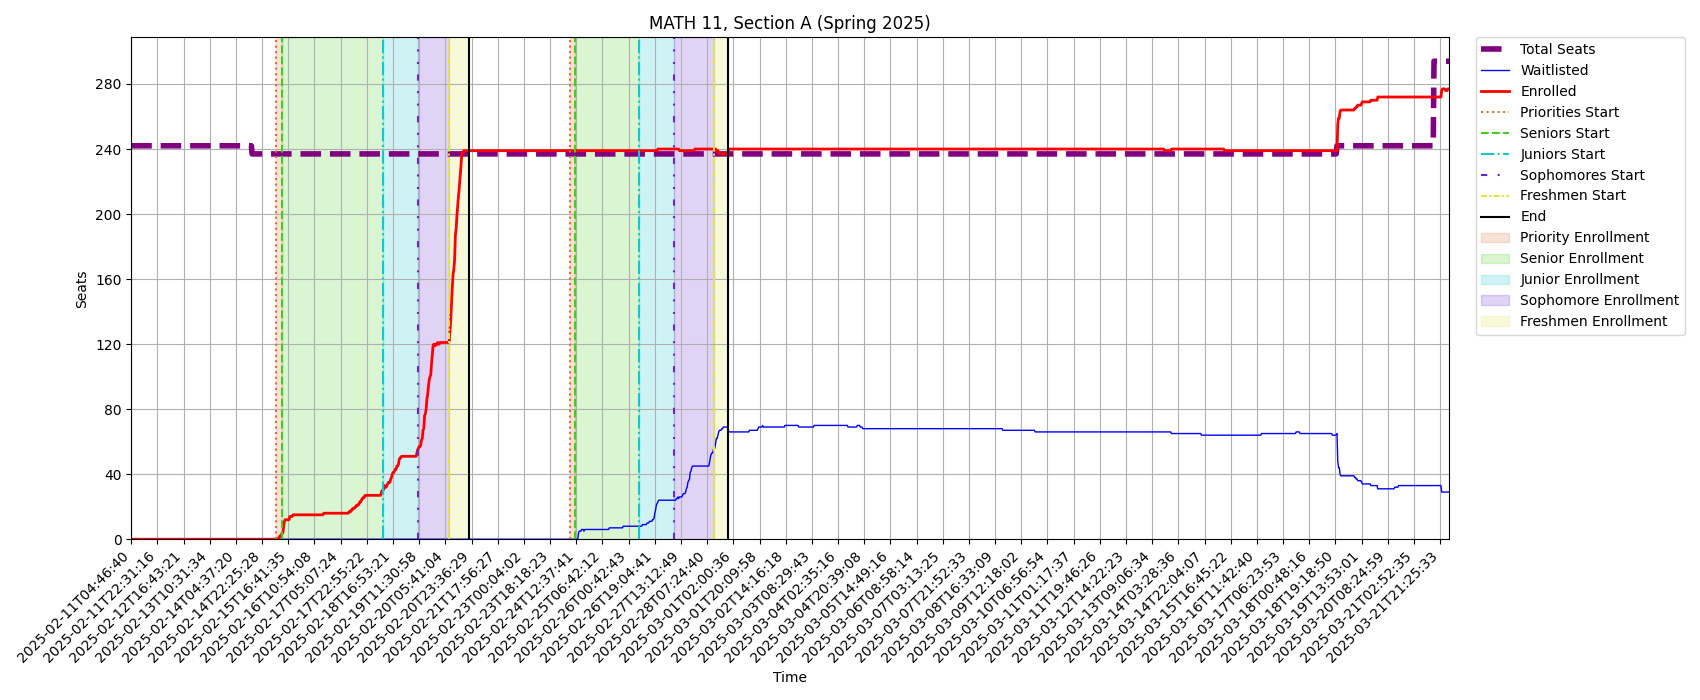 MATH 11, Section A (Spring 2025)
Seats
280
240
200
160
120
80
40
0
2025-02-11T04:46:40
2025-02-11T22:31:16
2025-02-12T16:43:21
2025-02-13T10:31:34
2025-02-14T04:37:20
2025-02-14T22:25:28
2025-02-15T16:41:35
2025-02-16T10:54:08
2025-02-17T05:07:24
2025-02-17T22:55:22
2025-02-18T16:53:21
2025-02-19T11:30:58
2025-02-20T05:41:04
2025-02-20T23:36:29
2025-02-21T17:56:27
2025-02-23T00:04:02
2025-02-23T18:18:23
2025-02-24T12:37:41
2025-02-25T06:42:12
2025-02-26T00:42:43
2025-02-26T19:04:41
2025-02-27T13:12:49
2025-02-28T07:24:40
2025-03-01T02:00:36
2025-03-01T20:09:58
2025-03-02T14:16:18
2025-03-03T08:29:43
2025-03-04T02:35:16
2025-03-04T20:39:08
2025-03-05T14:49:16
2025-03-06T08:58:14
2025-03-07T03:13:25
2025-03-07T21:52:33
2025-03-08T16:33:09
2025-03-09T12:18:02
2025-03-10T06:56:54
2025-03-11T01:17:37
2025-03-11T19:46:26
2025-03-12T14:22:23
2025-03-13T09:06:34
2025-03-14T03:28:36
2025-03-14T22:04:07
2025-03-15T16:45:22
2025-03-16T11:42:40
2025-03-17T06:23:53
2025-03-18T00:48:16
2025-03-18T19:18:50
2025-03-19T13:53:01
2025-03-20T08:24:59
2025-03-21T02:52:35
2025-03-21T21:25:33
Time
Total Seats
Waitlisted
Enrolled
Priorities Start
Seniors Start
Juniors Start
Sophomores Start
Freshmen Start
End
Priority Enrollment
Senior Enrollment
Junior Enrollment
Sophomore Enrollment
Freshmen Enrollment